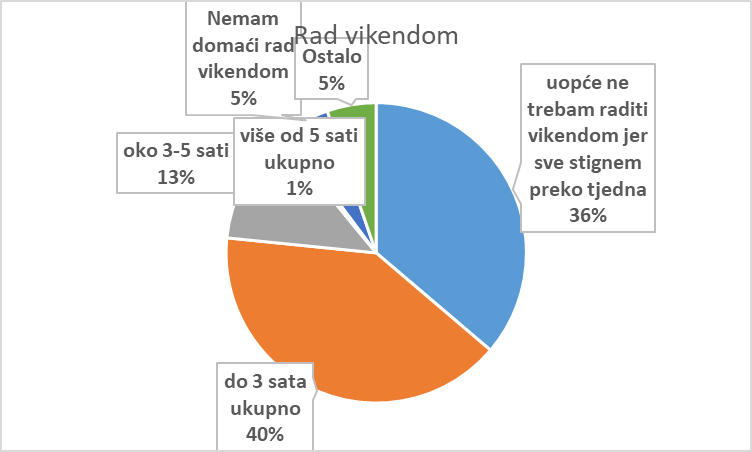 Rad vikendom
Nemam
domaći rad
vikendom
5%
Ostalo
5%
uopće ne
trebam raditi
vikendom jer
sve stignem
preko tjedna
36%
oko 3-5 sati
13%
više od 5 sati
ukupno
1%
do 3 sata
ukupno
40%